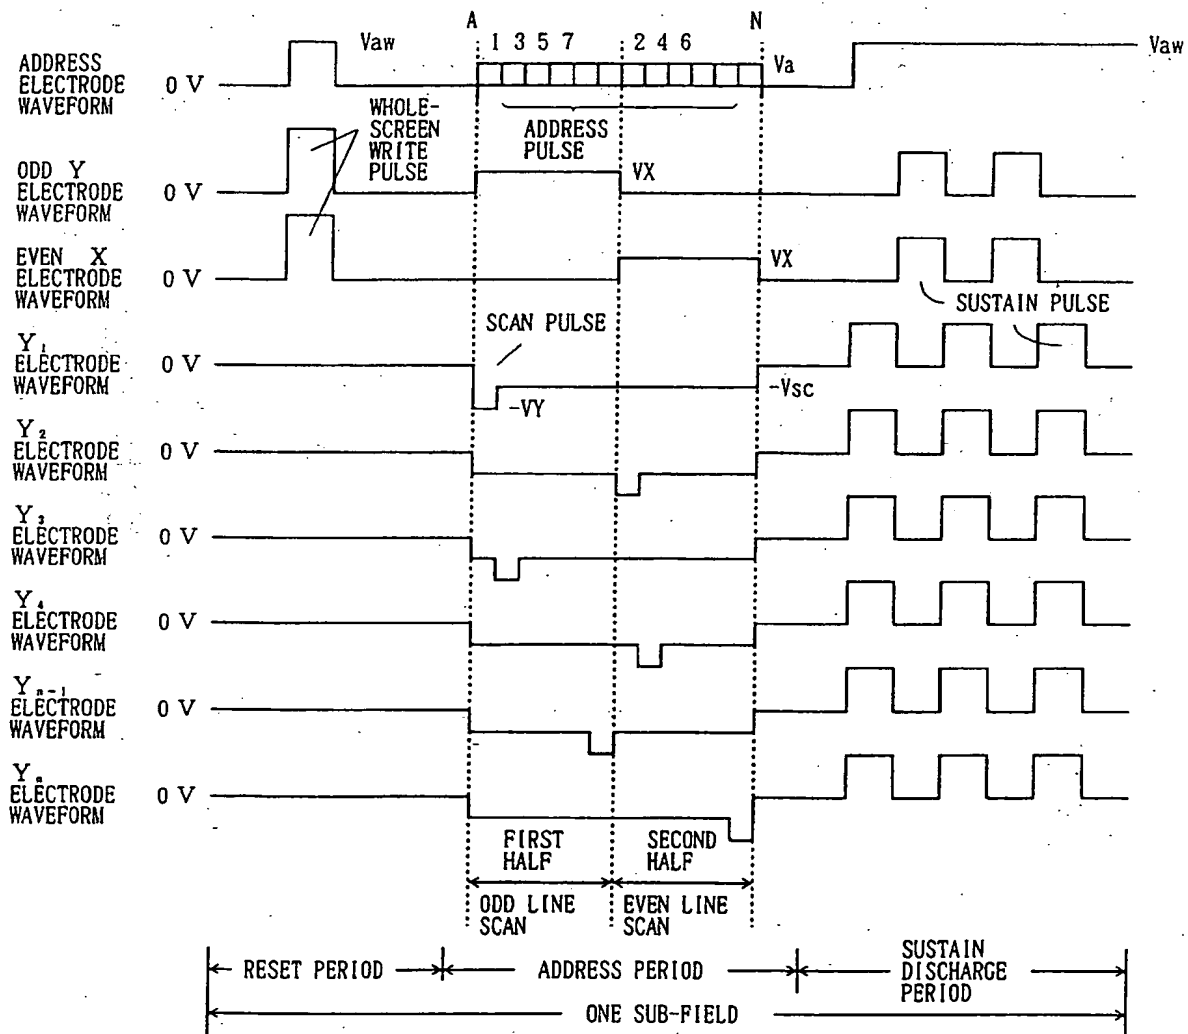 A N
Vaw 1 3 5 7 2 4 6 Va Vaw
ADDRESS
ELECTRODE 0 V
WAVEFORM
WHOLE-
SCREEN
WRITE
PULSE
ADDRESS
PULSE
ODD Y
ELECTRODE 0 V
WAVEFORM
VX
EVEN X
ELECTRODE 0 V
WAVEFORM
VX
SUSTAIN PULSE
SCAN PULSE
Y₁
ELECTRODE 0 V
WAVEFORM
-VY
-Vsc
Y₂
ELECTRODE 0 V
WAVEFORM
Y₃
ELECTRODE 0 V
WAVEFORM
Y₄
ELECTRODE 0 V
WAVEFORM
Yₙ₋₁
ELECTRODE 0 V
WAVEFORM
Yₙ
ELECTRODE 0 V
WAVEFORM
FIRST
HALF
SECOND
HALF
ODD LINE
SCAN
EVEN LINE
SCAN
RESET PERIOD
ADDRESS PERIOD
SUSTAIN
DISCHARGE
PERIOD
ONE SUB-FIELD